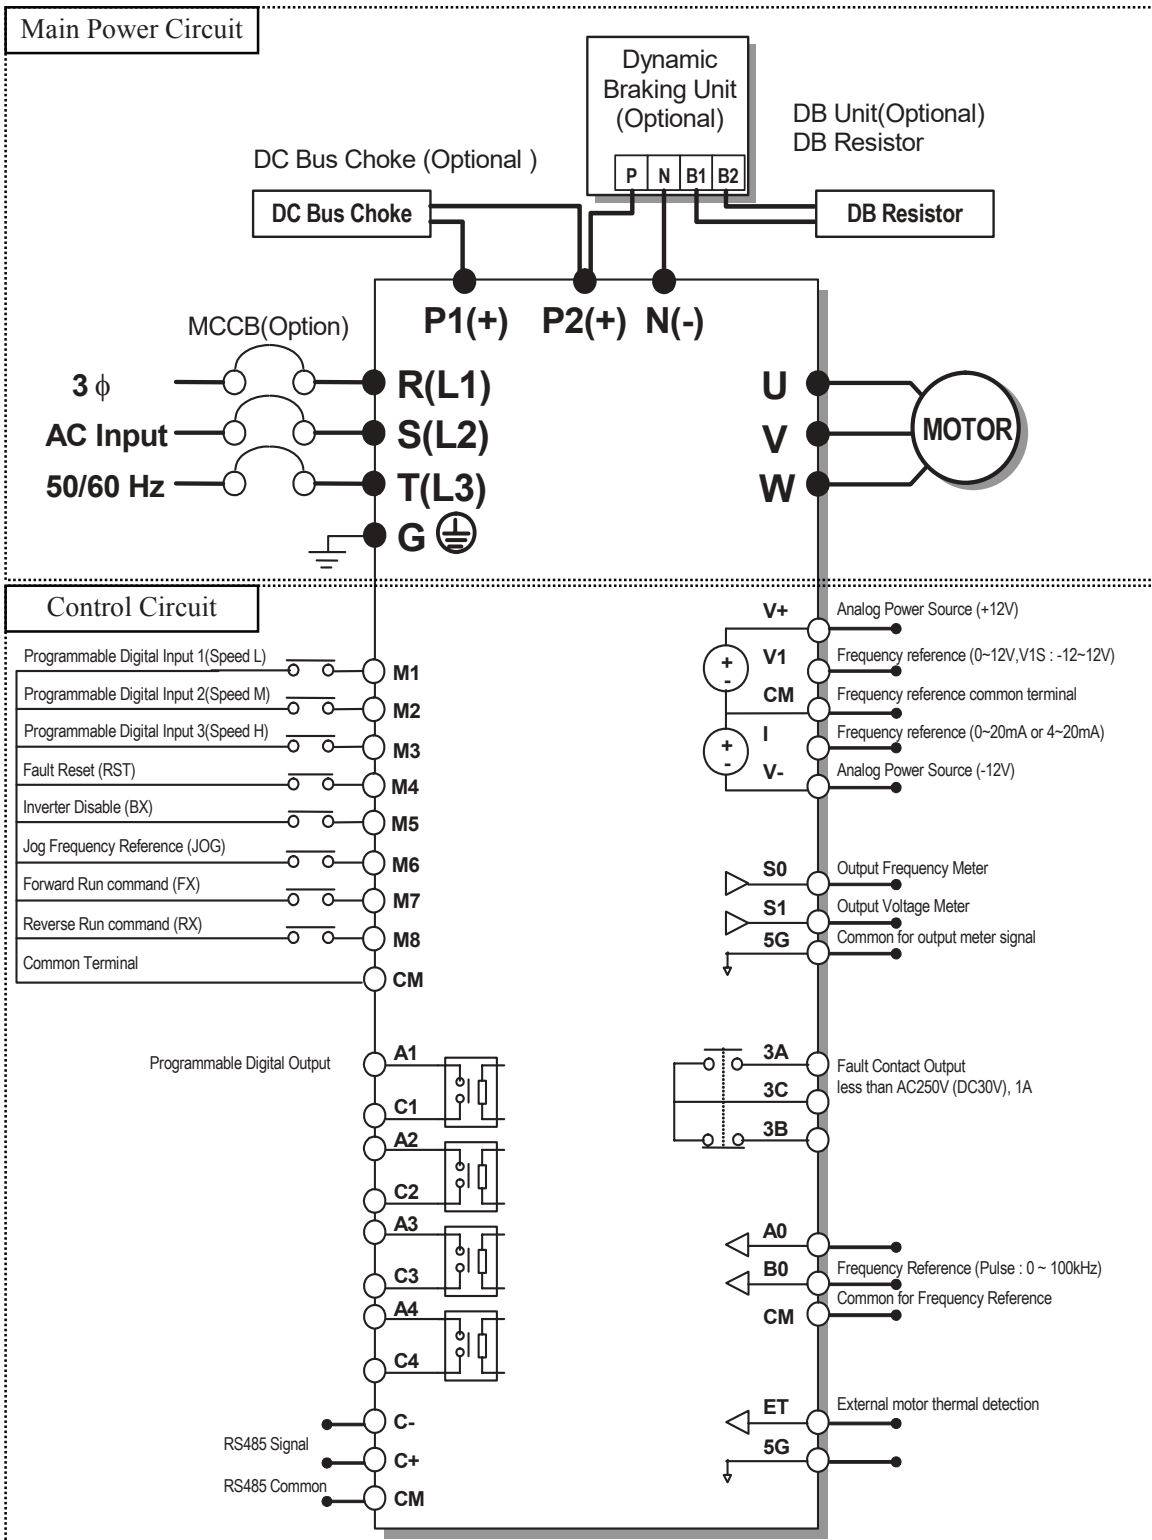 Main Power Circuit
Dynamic
Braking Unit
(Optional)
P N B1 B2
DB Unit(Optional)
DB Resistor
DC Bus Choke (Optional )
DC Bus Choke
DB Resistor
P1(+) P2(+) N(-)
MCCB(Option)
3 ϕ
AC Input
50/60 Hz
R(L1)
S(L2)
T(L3)
G
U
V
W
MOTOR
Control Circuit
Programmable Digital Input 1(Speed L)
M1
Programmable Digital Input 2(Speed M)
M2
Programmable Digital Input 3(Speed H)
M3
Fault Reset (RST)
M4
Inverter Disable (BX)
M5
Jog Frequency Reference (JOG)
M6
Forward Run command (FX)
M7
Reverse Run command (RX)
M8
Common Terminal
CM
V+
Analog Power Source (+12V)
V1
Frequency reference (0~12V,V1S : -12~12V)
CM
Frequency reference common terminal
I
Frequency reference (0~20mA or 4~20mA)
V-
Analog Power Source (-12V)
+
-
+
-
S0
Output Frequency Meter
S1
Output Voltage Meter
5G
Common for output meter signal
Programmable Digital Output
A1
C1
A2
C2
A3
C3
A4
C4
3A
3C
3B
Fault Contact Output
less than AC250V (DC30V), 1A
A0
B0
Frequency Reference (Pulse : 0 ~ 100kHz)
Common for Frequency Reference
CM
C-
RS485 Signal
C+
RS485 Common
CM
ET
External motor thermal detection
5G